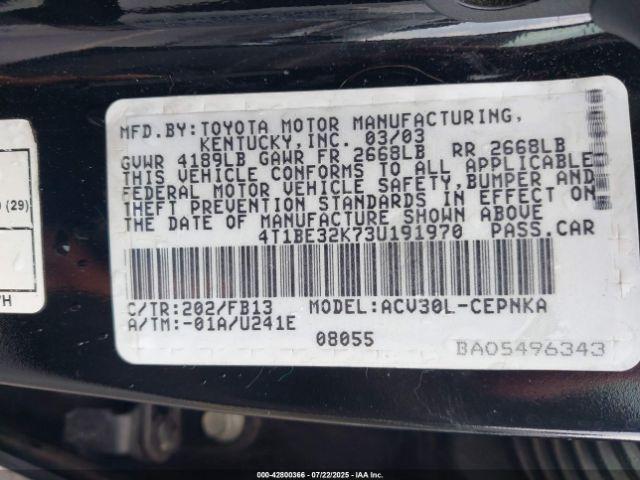 MFD.BY:TOYOTA MOTOR MANUFACTURING,
KENTUCKY,INC. 03/03
GVWR 4189LB GAWR FR 2668LB RR 2668LB
THIS VEHICLE CONFORMS TO ALL APPLICABLE
FEDERAL MOTOR VEHICLE SAFETY,BUMPER AND
THEFT PREVENTION STANDARDS IN EFFECT ON
THE DATE OF MANUFACTURE SHOWN ABOVE
4T1BE32K73U191970 PASS.CAR
C/TR:202/FB13 MODEL:ACV30L-CEPNKA
A/TM:-01A/U241E
08055
BA05496343
(29)
/H
000-42800366 - 07/22/2025 - IAA Inc.